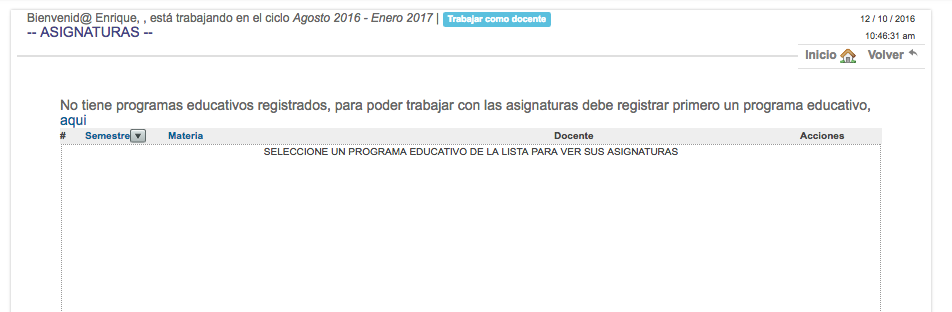 Bienvenid@ Enrique, , está trabajando en el ciclo Agosto 2016 - Enero 2017 | Trabajar como docente
12 / 10 / 2016
-- ASIGNATURAS --
10:46:31 am
Inicio Volver
No tiene programas educativos registrados, para poder trabajar con las asignaturas debe registrar primero un programa educativo,
aqui
# Semestre Materia Docente Acciones
SELECCIONE UN PROGRAMA EDUCATIVO DE LA LISTA PARA VER SUS ASIGNATURAS